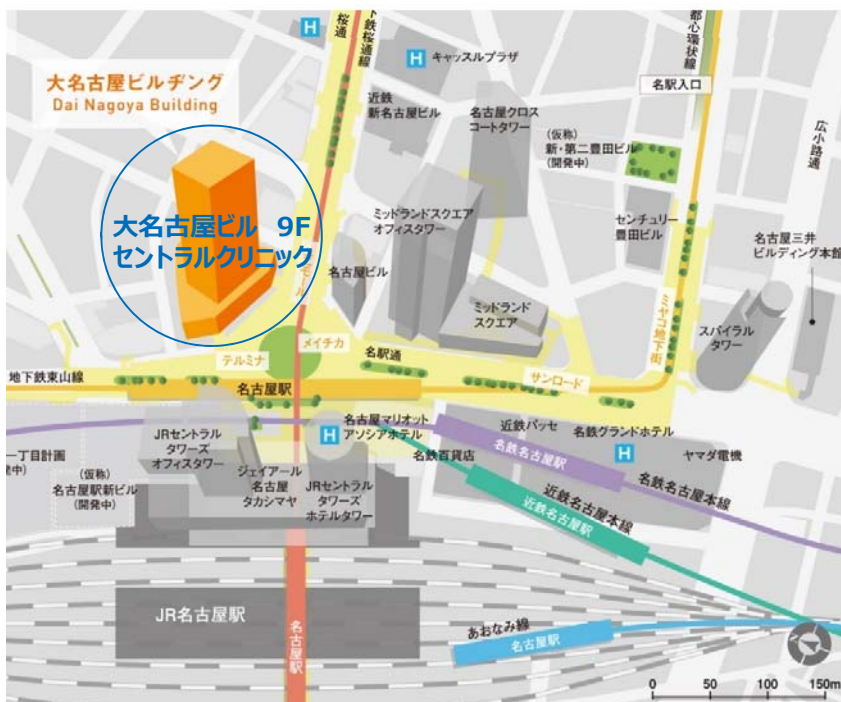 大名古屋ビルヂング
Dai Nagoya Building
桜通
下鉄桜通線
H
H キャッスルプラザ
都心環状線
名駅入口
広小路通
近鉄
新名古屋ビル
名古屋クロス
コートタワー
(仮称)
新・第二豊田ビル
(開発中)
大名古屋ビル 9F
セントラルクリニック
ミッドランドスクエア
オフィスタワー
センチュリー
豊田ビル
名古屋三井
ビルディング本館
モール
名古屋ビル
ミッドランド
スクエア
ミヤコ地下街
スパイラル
タワー
テルミナ
メイチカ
名駅通
サンロード
地下鉄東山線
名古屋駅
H
名古屋マリオット
アソシアホテル
近鉄パッセ
名鉄グランドホテル
H
一丁目計画
発中)
JRセントラル
タワーズ
オフィスタワー
名鉄百貨店
名鉄名古屋駅
ヤマダ電機
(仮称)
名古屋駅新ビル
(開発中)
ジェイアール
名古屋
タカシマヤ
JRセントラル
タワーズ
ホテルタワー
名鉄名古屋本線
近鉄名古屋駅
近鉄名古屋本線
JR名古屋駅
名古屋駅
あおなみ線
名古屋駅
0 50 100 150m